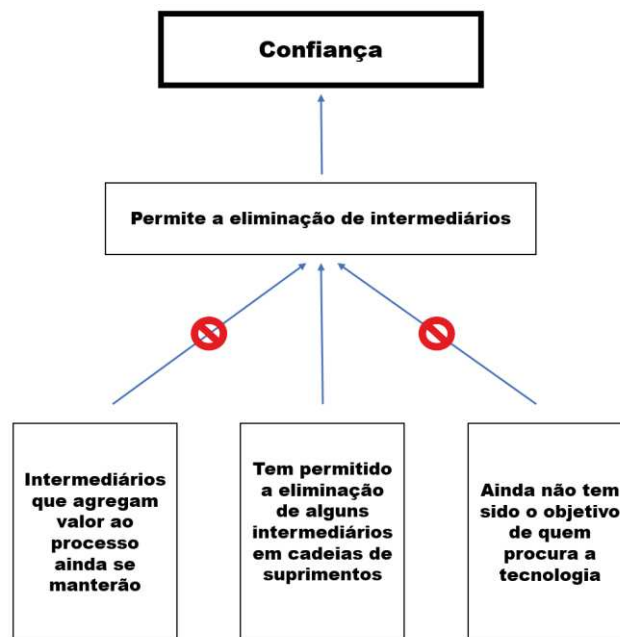 Confiança
Permite a eliminação de intermediários
Intermediários
que agregam
valor ao
processo
ainda se
manterão
Tem permitido
a eliminação
de alguns
intermediários
em cadeias de
suprimentos
Ainda não tem
sido o objetivo
de quem
procura a
tecnologia